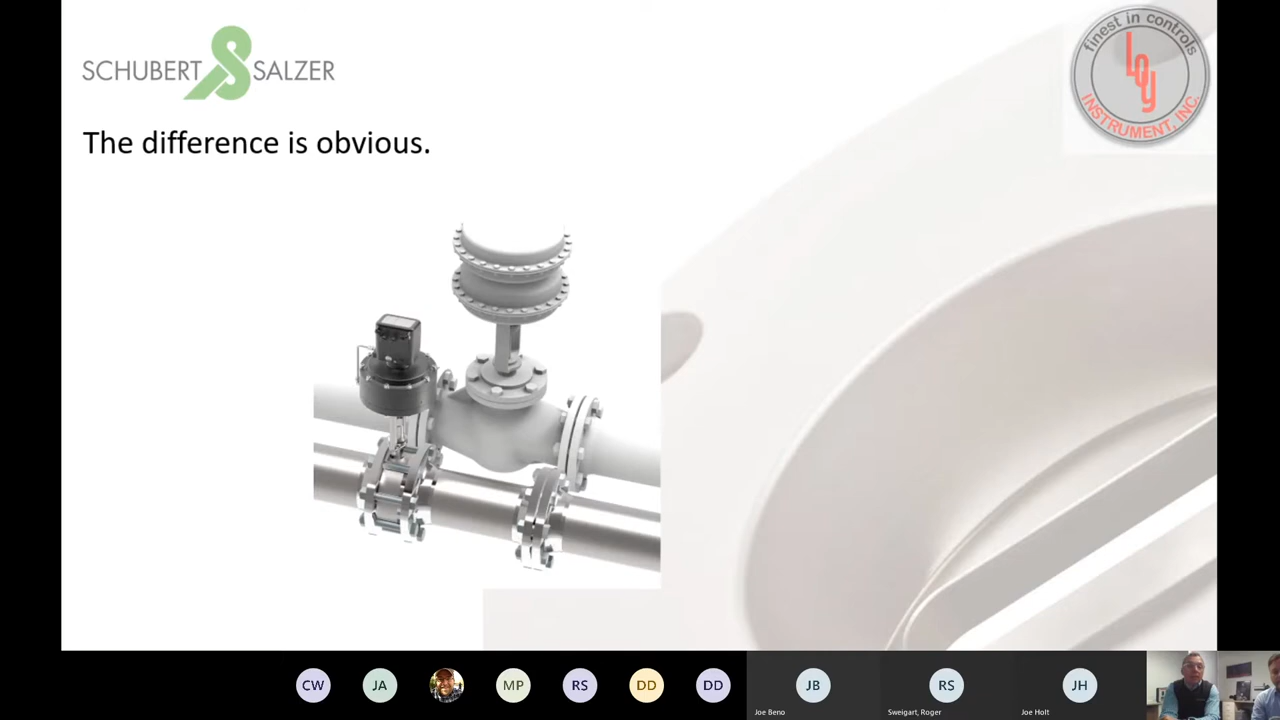 SCHUBERT SALZER
finest in controls
Loy
INSTRUMENT, INC.
The difference is obvious.
CW
JA
MP
RS
DD
DD
JB
RS
JH
Joe Beno
Sweigart, Roger
Joe Holt